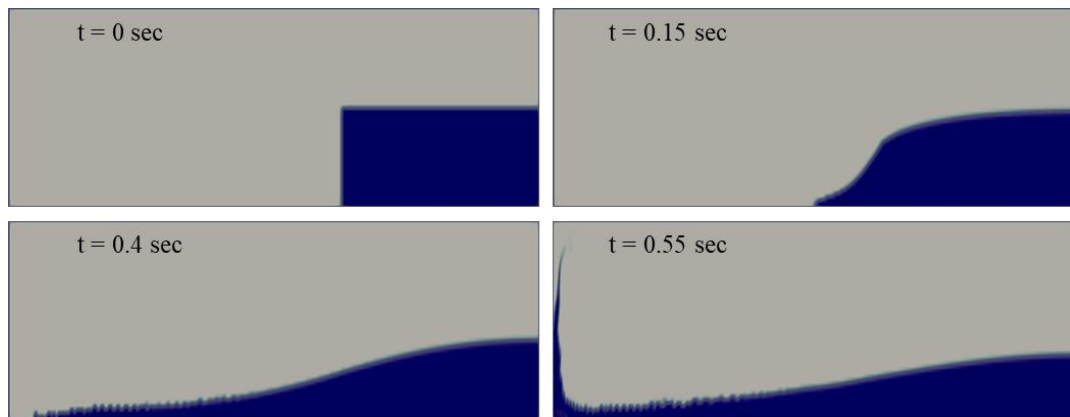 t = 0 sec
t = 0.15 sec
t = 0.4 sec
t = 0.55 sec